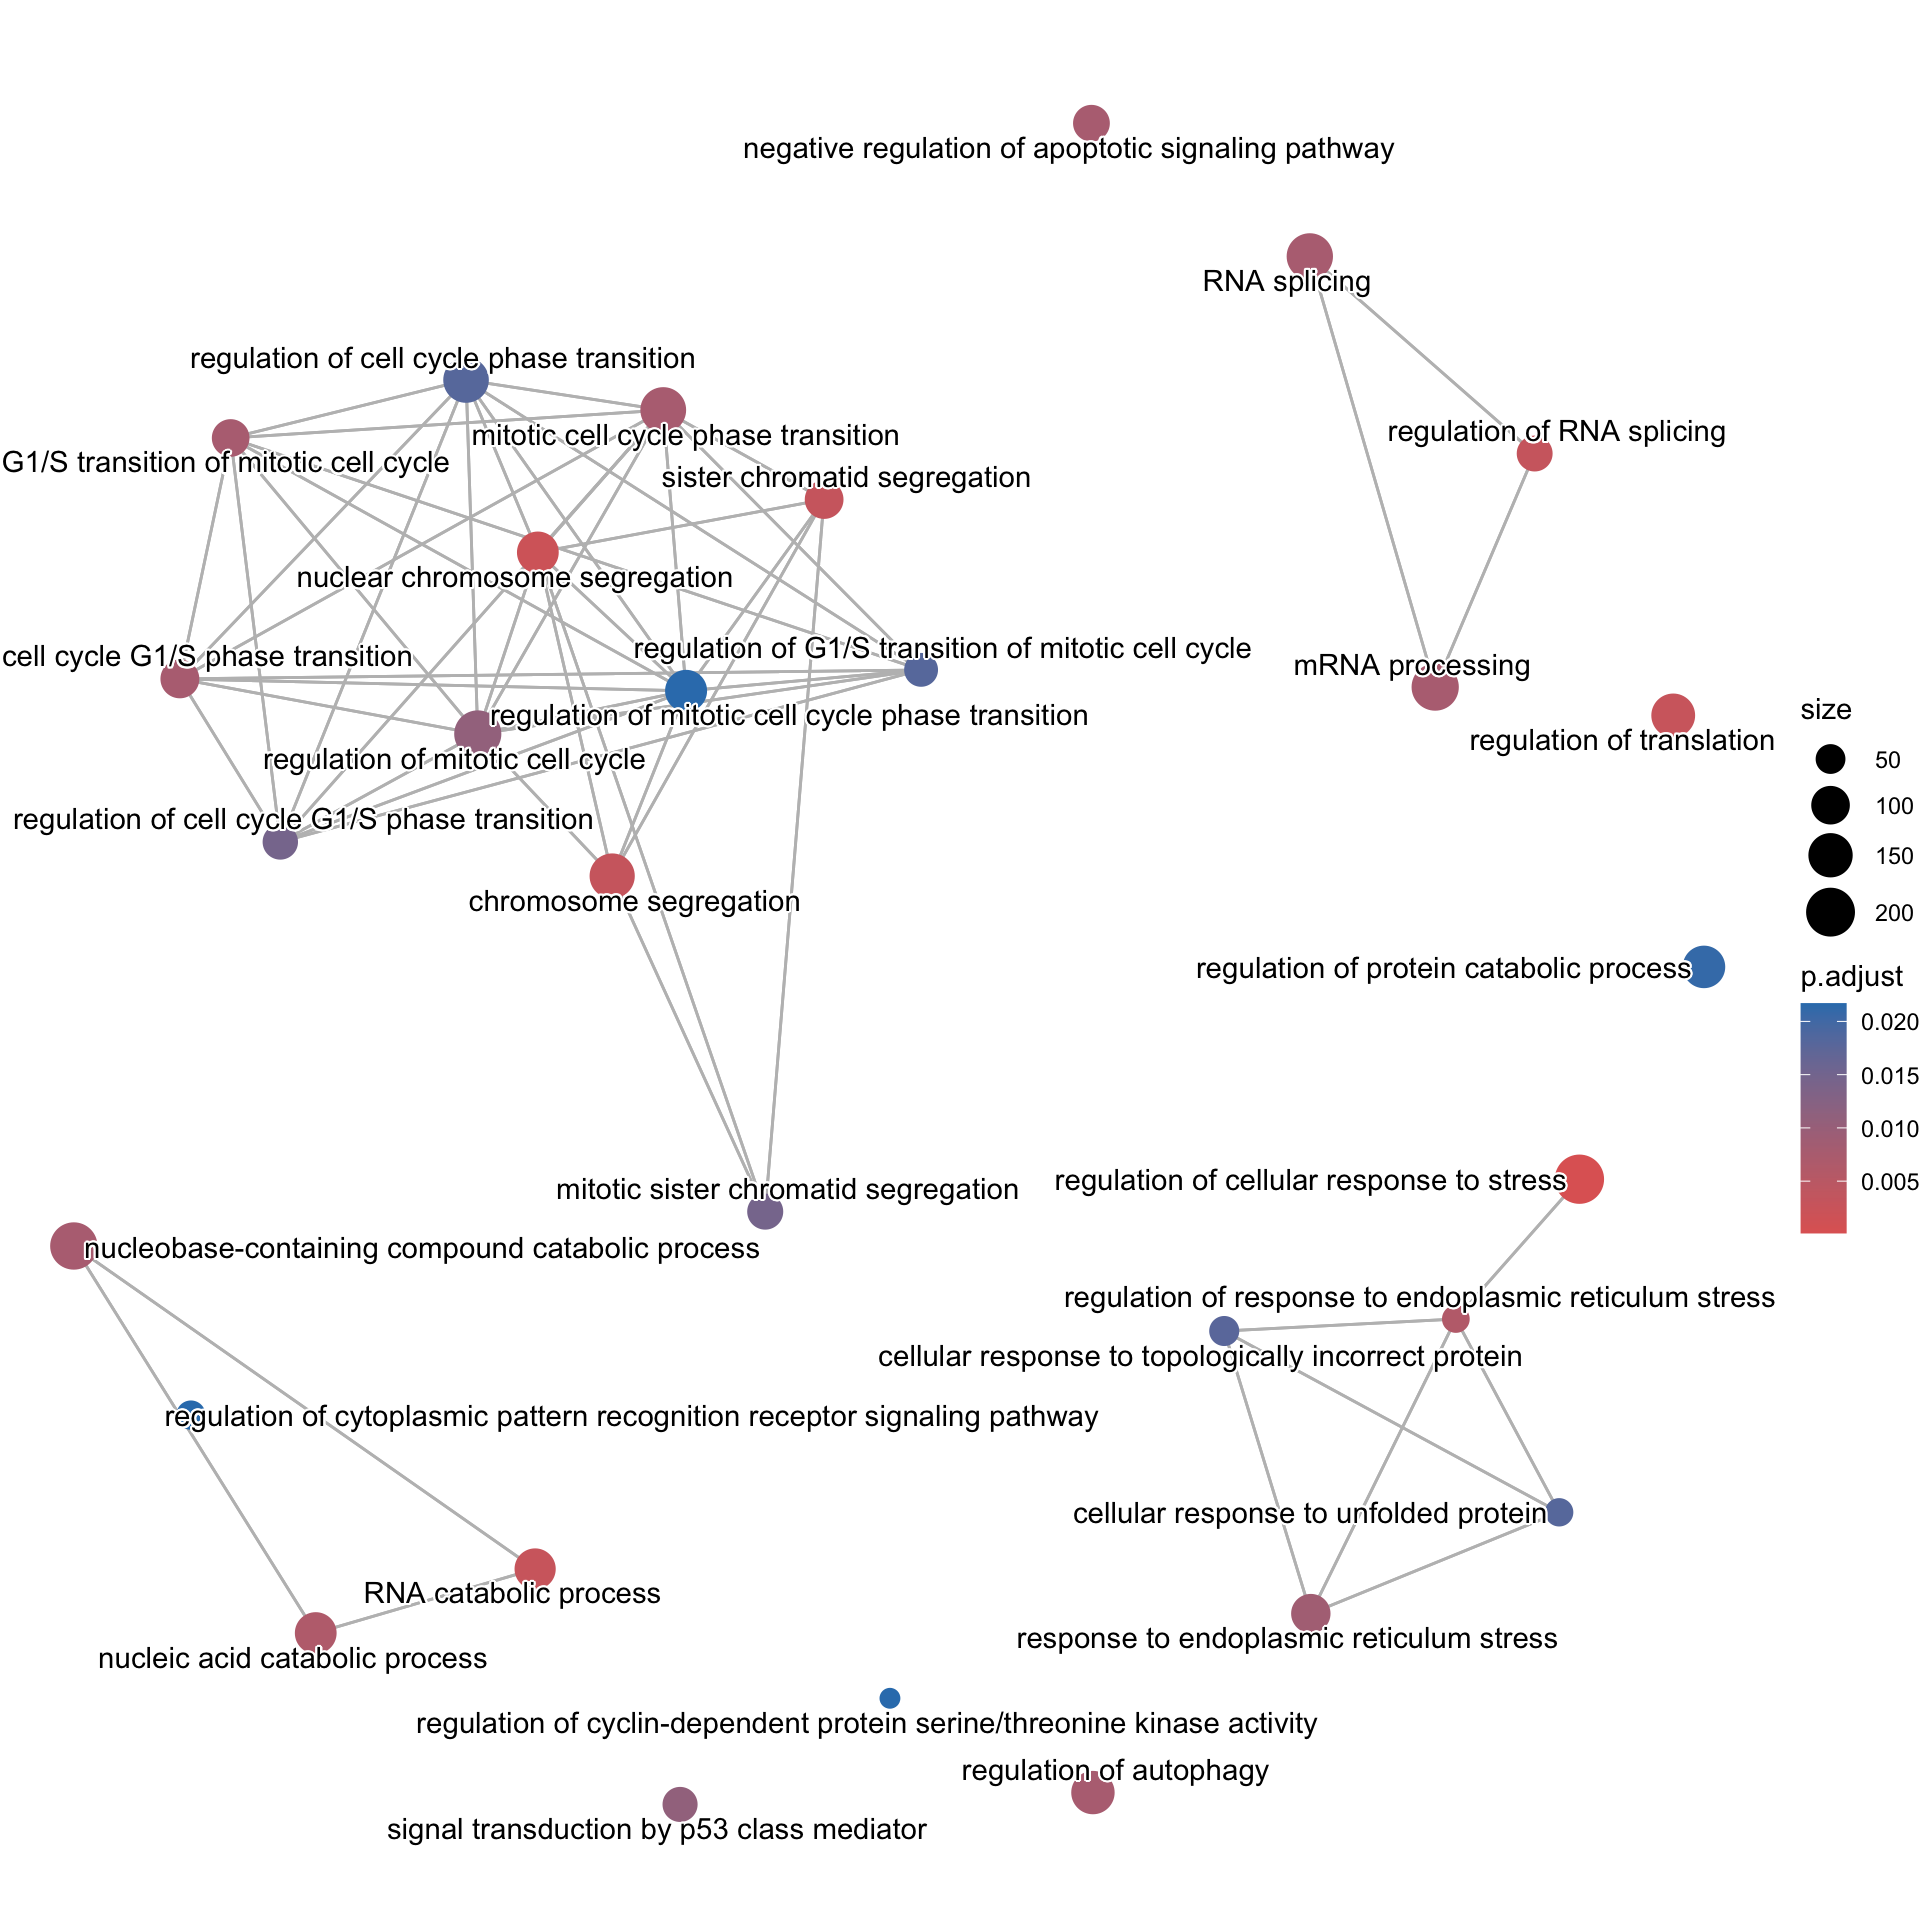 negative regulation of apoptotic signaling pathway
RNA splicing
regulation of cell cycle phase transition
regulation of RNA splicing
mitotic cell cycle phase transition
G1/S transition of mitotic cell cycle
sister chromatid segregation
nuclear chromosome segregation
regulation of G1/S transition of mitotic cell cycle
cell cycle G1/S phase transition
mRNA processing
regulation of mitotic cell cycle phase transition
regulation of translation
regulation of mitotic cell cycle
regulation of cell cycle G1/S phase transition
chromosome segregation
size
50
100
150
200
regulation of protein catabolic process
p.adjust
0.020
0.015
0.010
0.005
regulation of cellular response to stress
mitotic sister chromatid segregation
nucleobase-containing compound catabolic process
regulation of response to endoplasmic reticulum stress
cellular response to topologically incorrect protein
regulation of cytoplasmic pattern recognition receptor signaling pathway
cellular response to unfolded protein
RNA catabolic process
response to endoplasmic reticulum stress
nucleic acid catabolic process
regulation of cyclin-dependent protein serine/threonine kinase activity
regulation of autophagy
signal transduction by p53 class mediator